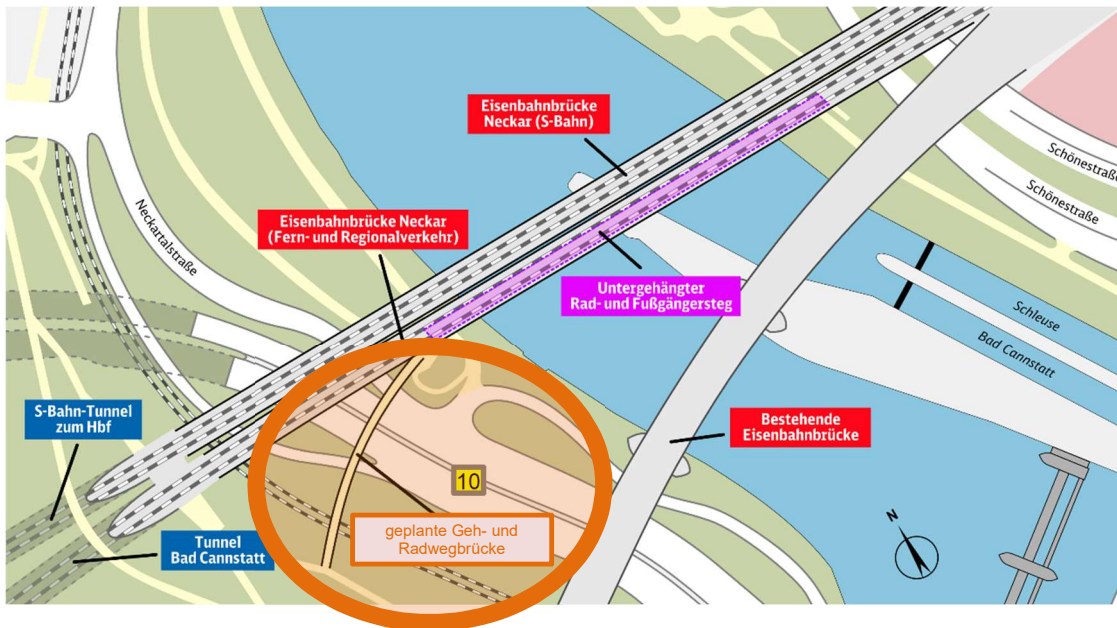 Eisenbahnbrücke
Neckar (S-Bahn)
Schönestraße
Schönestraße
Neckartalstraße
Eisenbahnbrücke Neckar
(Fern- und Regionalverkehr)
Untergehängter
Rad- und Fußgängersteg
Schleuse
Bad Cannstatt
S-Bahn-Tunnel
zum Hbf
Bestehende
Eisenbahnbrücke
10
geplante Geh- und
Radwegbrücke
N
Tunnel
Bad Cannstatt